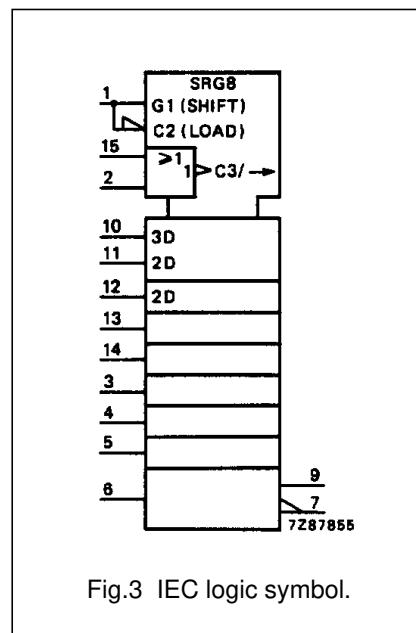 SRG8
1 G1 (SHIFT)
C2 (LOAD)
15 ≥1
1 C3/→
2
10 3D
11 2D
12 2D
13
14
3
4
5
6
9
7
7Z87855
Fig.3 IEC logic symbol.